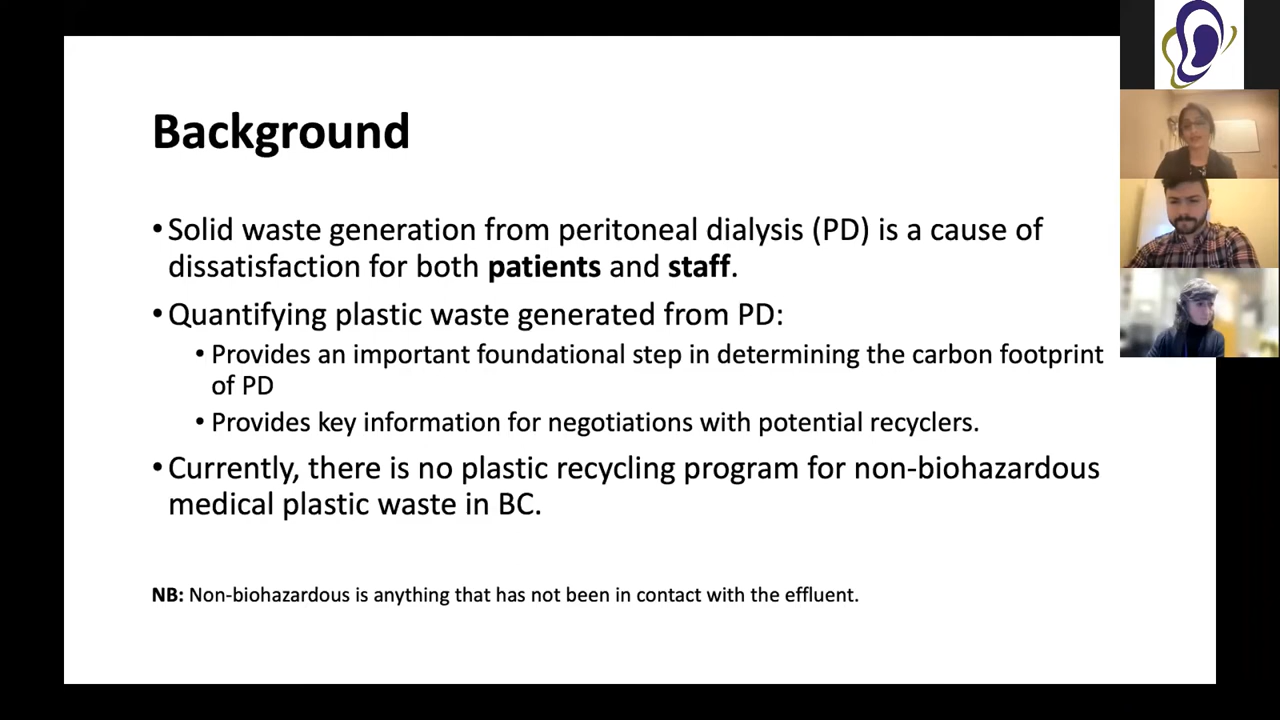 Background
• Solid waste generation from peritoneal dialysis (PD) is a cause of
dissatisfaction for both patients and staff.
• Quantifying plastic waste generated from PD:
• Provides an important foundational step in determining the carbon footprint
of PD
• Provides key information for negotiations with potential recyclers.
• Currently, there is no plastic recycling program for non-biohazardous
medical plastic waste in BC.
NB: Non-biohazardous is anything that has not been in contact with the effluent.